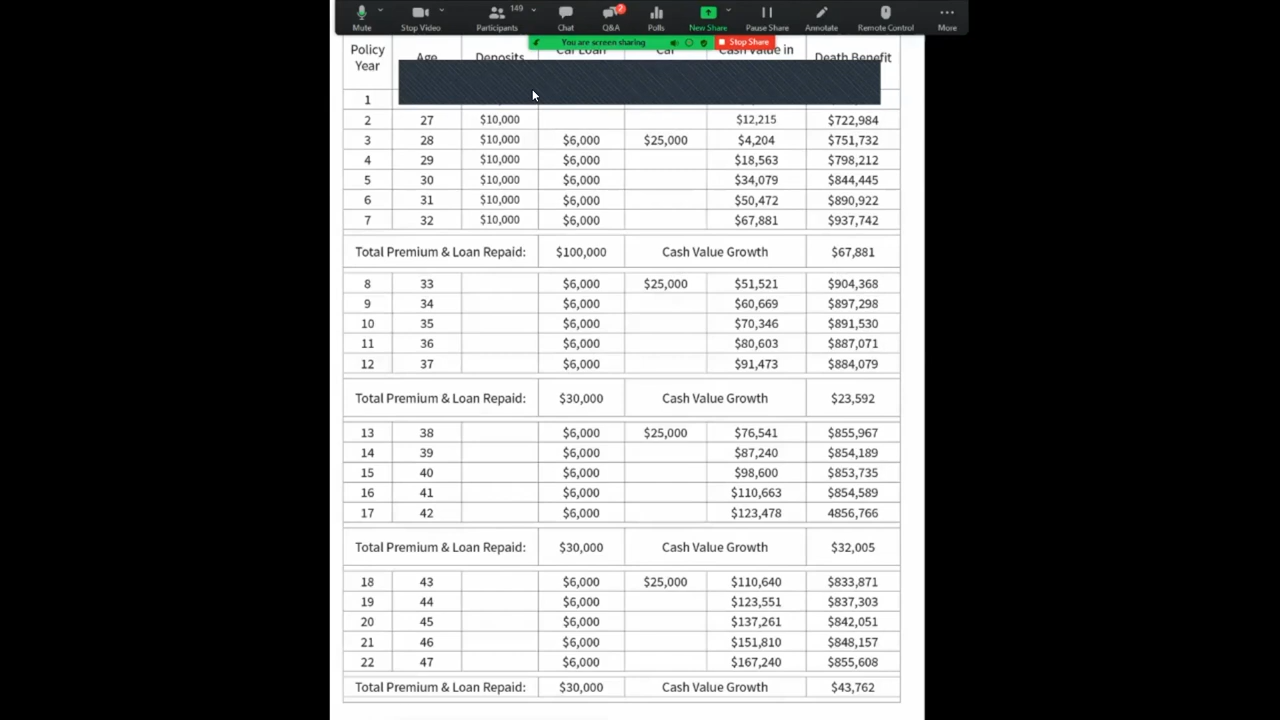 149 2
Mute Stop Video Participants Chat Q&A Polls New Share Pause Share Annotate Remote Control More
You are screen sharing Stop Share
Policy Year Age Deposits Car Loan Car Cash Value in Death Benefit
1
2 27 $10,000 $12,215 $722,984
3 28 $10,000 $6,000 $25,000 $4,204 $751,732
4 29 $10,000 $6,000 $18,563 $798,212
5 30 $10,000 $6,000 $34,079 $844,445
6 31 $10,000 $6,000 $50,472 $890,922
7 32 $10,000 $6,000 $67,881 $937,742
Total Premium & Loan Repaid: $100,000 Cash Value Growth $67,881
8 33 $6,000 $25,000 $51,521 $904,368
9 34 $6,000 $60,669 $897,298
10 35 $6,000 $70,346 $891,530
11 36 $6,000 $80,603 $887,071
12 37 $6,000 $91,473 $884,079
Total Premium & Loan Repaid: $30,000 Cash Value Growth $23,592
13 38 $6,000 $25,000 $76,541 $855,967
14 39 $6,000 $87,240 $854,189
15 40 $6,000 $98,600 $853,735
16 41 $6,000 $110,663 $854,589
17 42 $6,000 $123,478 4856,766
Total Premium & Loan Repaid: $30,000 Cash Value Growth $32,005
18 43 $6,000 $25,000 $110,640 $833,871
19 44 $6,000 $123,551 $837,303
20 45 $6,000 $137,261 $842,051
21 46 $6,000 $151,810 $848,157
22 47 $6,000 $167,240 $855,608
Total Premium & Loan Repaid: $30,000 Cash Value Growth $43,762